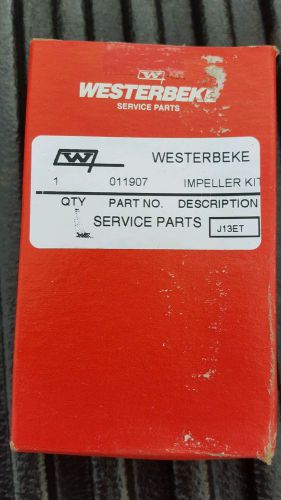 WESTERBEKE
SERVICE PARTS
WESTERBEKE
1 011907 IMPELLER KIT
QTY PART NO. DESCRIPTION
SERVICE PARTS J13ET